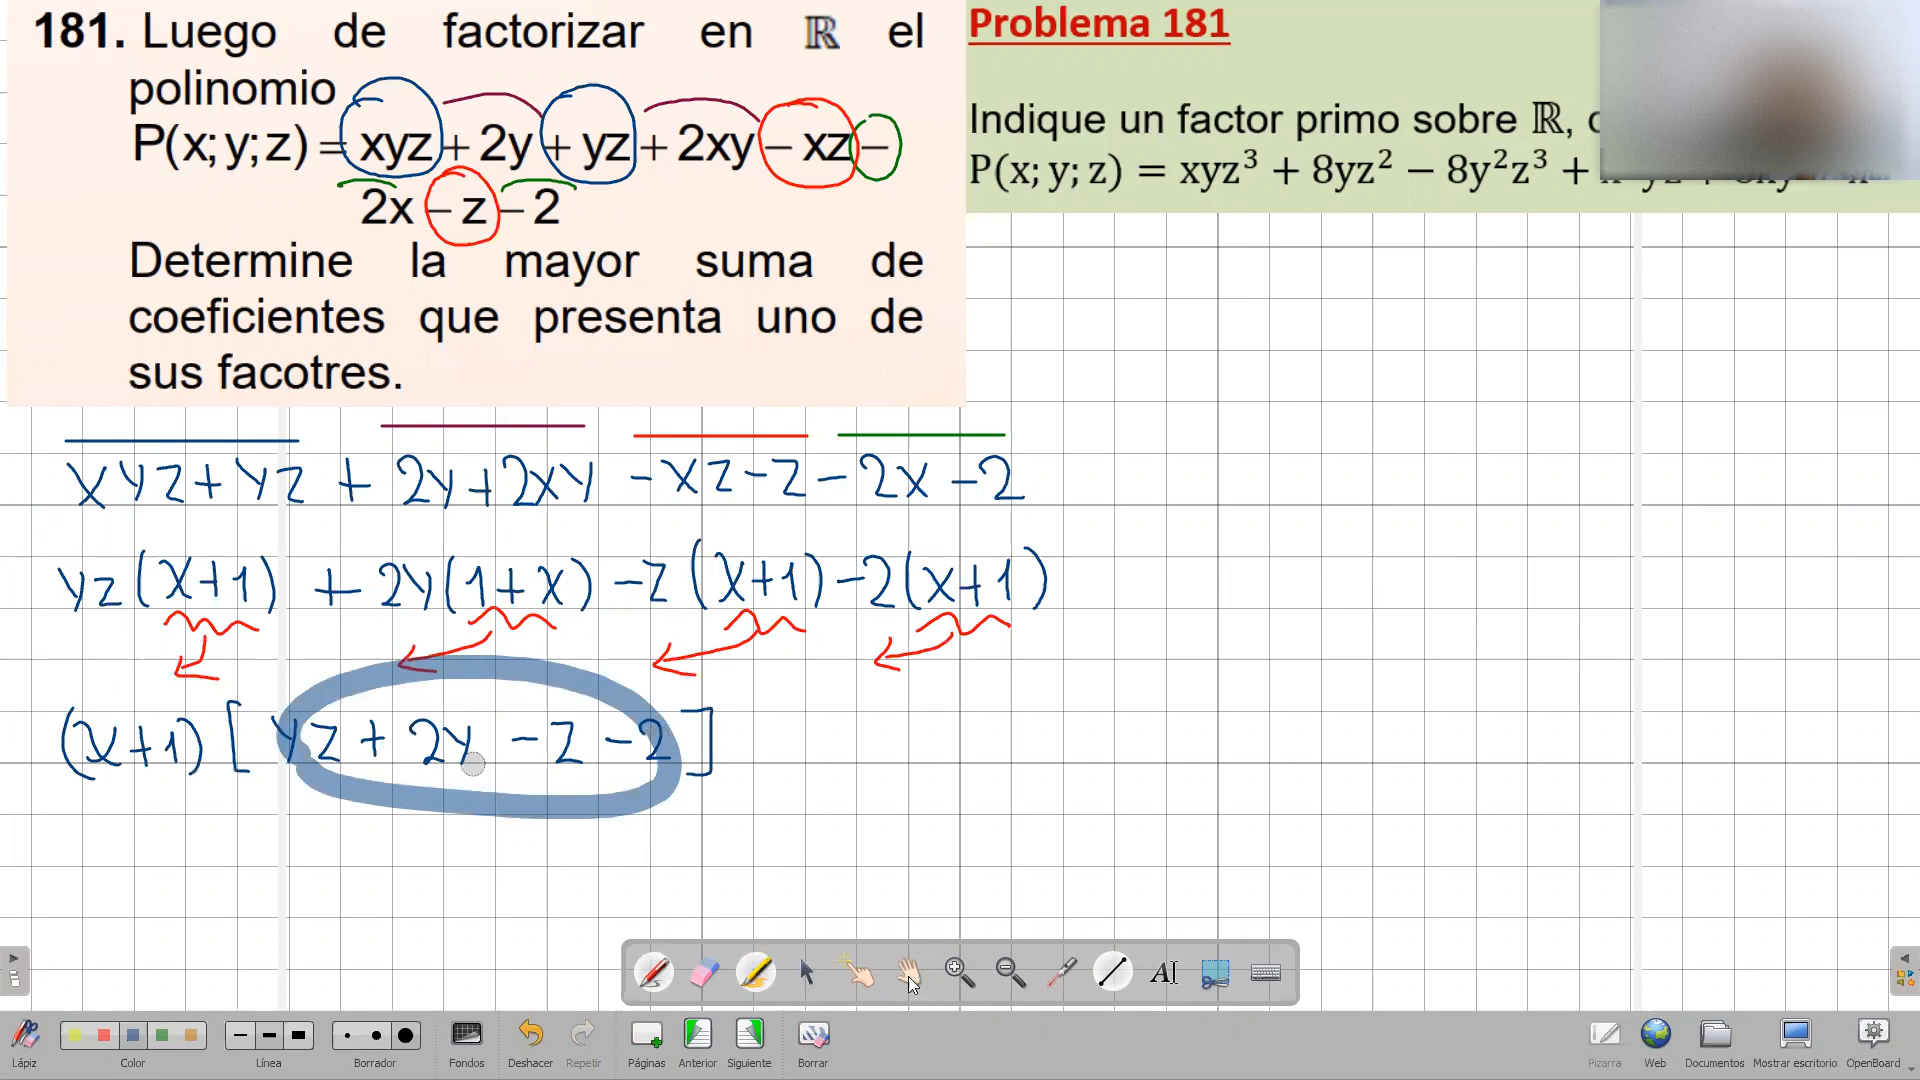 181. Luego de factorizar en ℝ el
polinomio
P(x; y; z) = xyz + 2y + yz + 2xy − xz −
2x − z − 2
Determine la mayor suma de
coeficientes que presenta uno de
sus facotres.
Problema 181
Indique un factor primo sobre ℝ,
P(x; y; z) = xyz³ + 8yz² − 8y²z³ +
xyz + yz + 2y + 2xy − xz − z − 2x − 2
yz(x+1) + 2y(1+x) − z(x+1) − 2(x+1)
(x+1)[yz + 2y − z − 2]
Lápiz
Color
Línea
Borrador
Fondos
Deshacer
Repetir
Páginas
Anterior
Siguiente
Borrar
Pizarra
Web
Documentos
Mostrar escritorio
OpenBoard